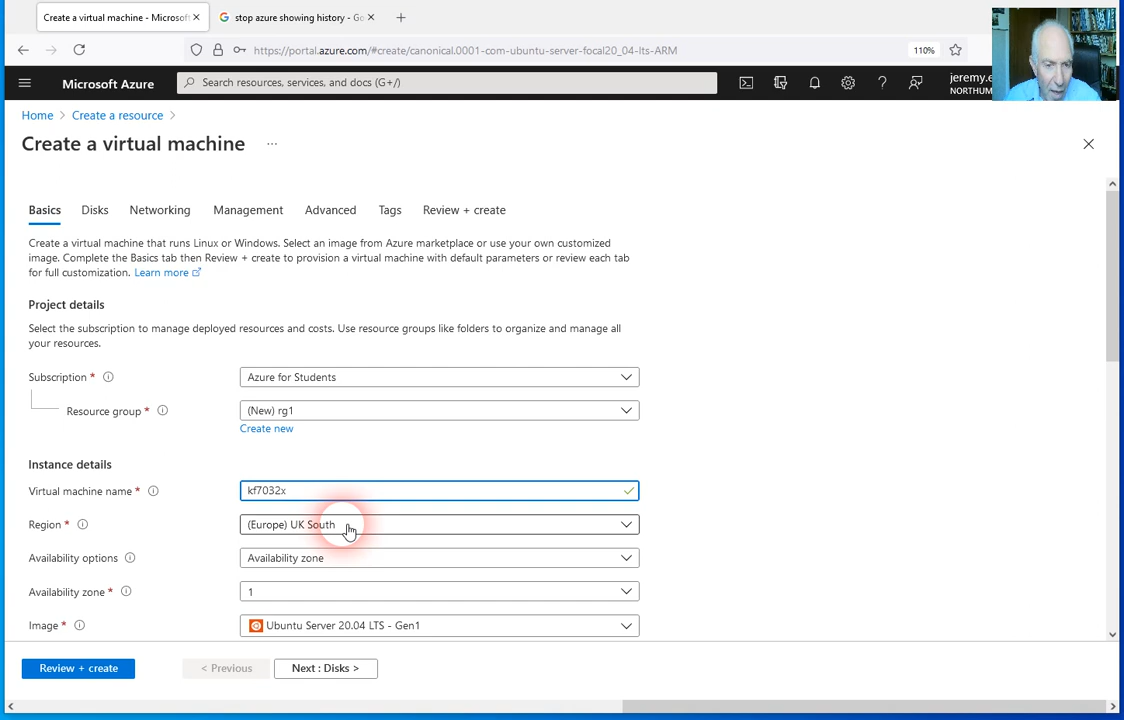 Create a virtual machine - Microsoft
stop azure showing history - Go
https://portal.azure.com/#create/canonical.0001-com-ubuntu-server-focal20_04-lts-ARM
110%
Microsoft Azure
Search resources, services, and docs (G+/)
jeremy.e
NORTHUM
Home > Create a resource >
Create a virtual machine ...
Basics Disks Networking Management Advanced Tags Review + create
Create a virtual machine that runs Linux or Windows. Select an image from Azure marketplace or use your own customized
image. Complete the Basics tab then Review + create to provision a virtual machine with default parameters or review each tab
for full customization. Learn more
Project details
Select the subscription to manage deployed resources and costs. Use resource groups like folders to organize and manage all
your resources.
Subscription * Azure for Students
Resource group * (New) rg1
Create new
Instance details
Virtual machine name * kf7032x
Region * (Europe) UK South
Availability options Availability zone
Availability zone * 1
Image * Ubuntu Server 20.04 LTS - Gen1
Review + create < Previous Next : Disks >